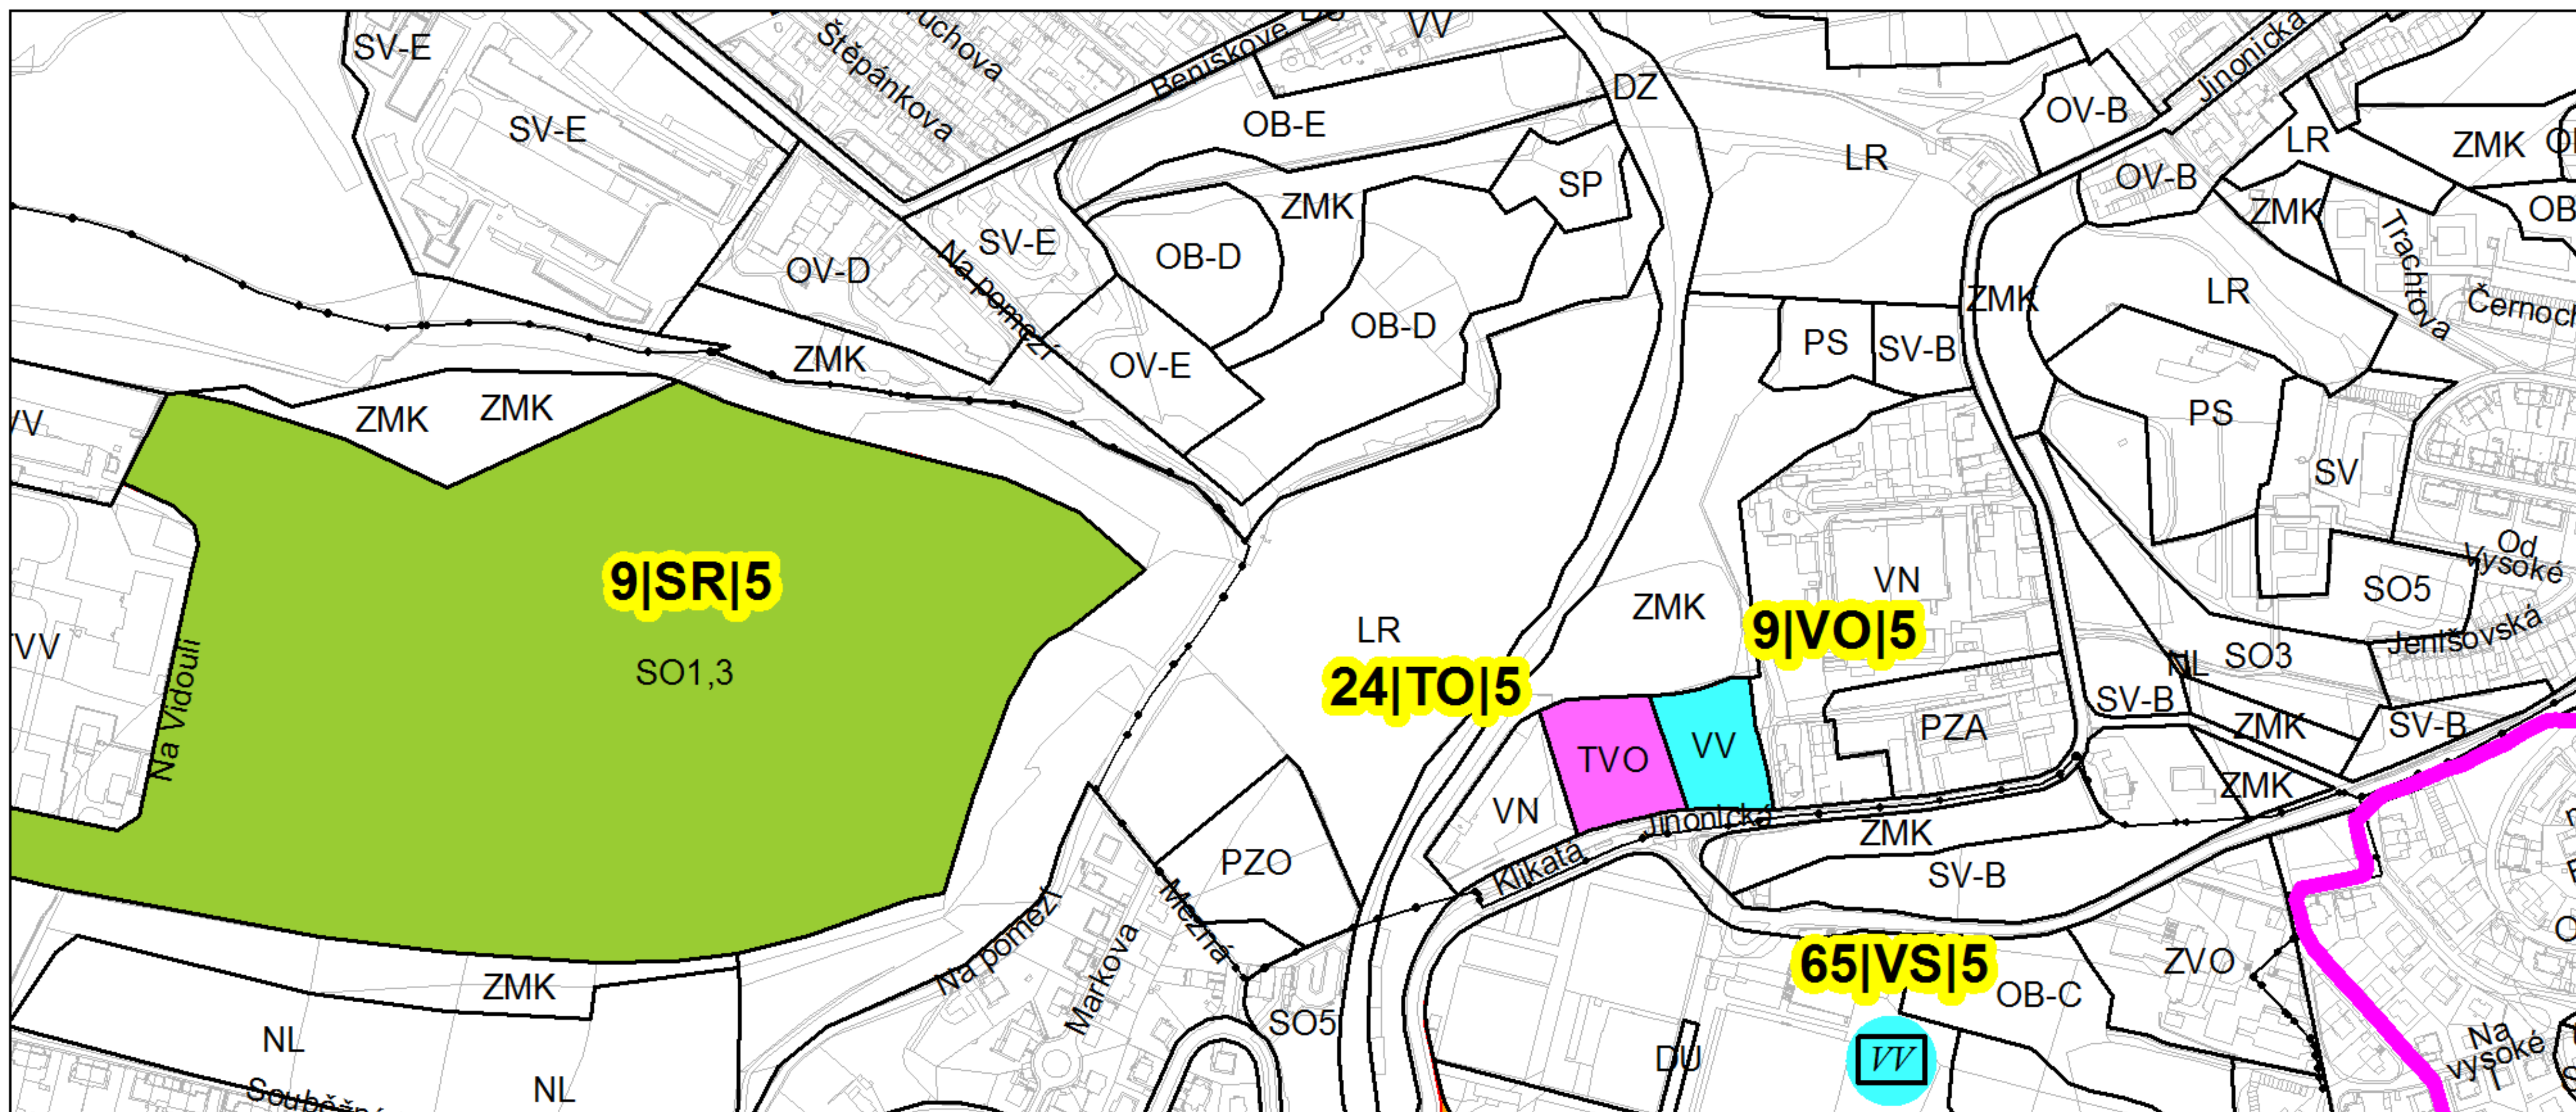 SV-E
VV
Štěpánkova
Beníškové
Jinonická
DZ
OB-E
OV-B
SV-E
LR
LR
ZMK
SP
OV-B
ZMK
ZMK
OB
Trachtova
SV-E
OB-D
OV-D
Na pomezí
ZMK
LR
OB-D
PS
SV-B
ZMK
OV-E
ZMK
ZMK
PS
SV
9|SR|5
SO1,3
Na Vidouli
VV
LR
24|TO|5
ZMK
VN
9|VO|5
Od
Vysoké
SO5
Jenišovská
SO3
NL
SV-B
ZMK
SV-B
PZA
TVO
VV
VN
ZMK
Jinonická
Klikatá
ZMK
SV-B
PZO
Mezná
Na pomezí
Markova
65|VS|5
OB-C
ZVO
ZMK
NL
NL
SO5
DU
VV
Na
vysoké
I